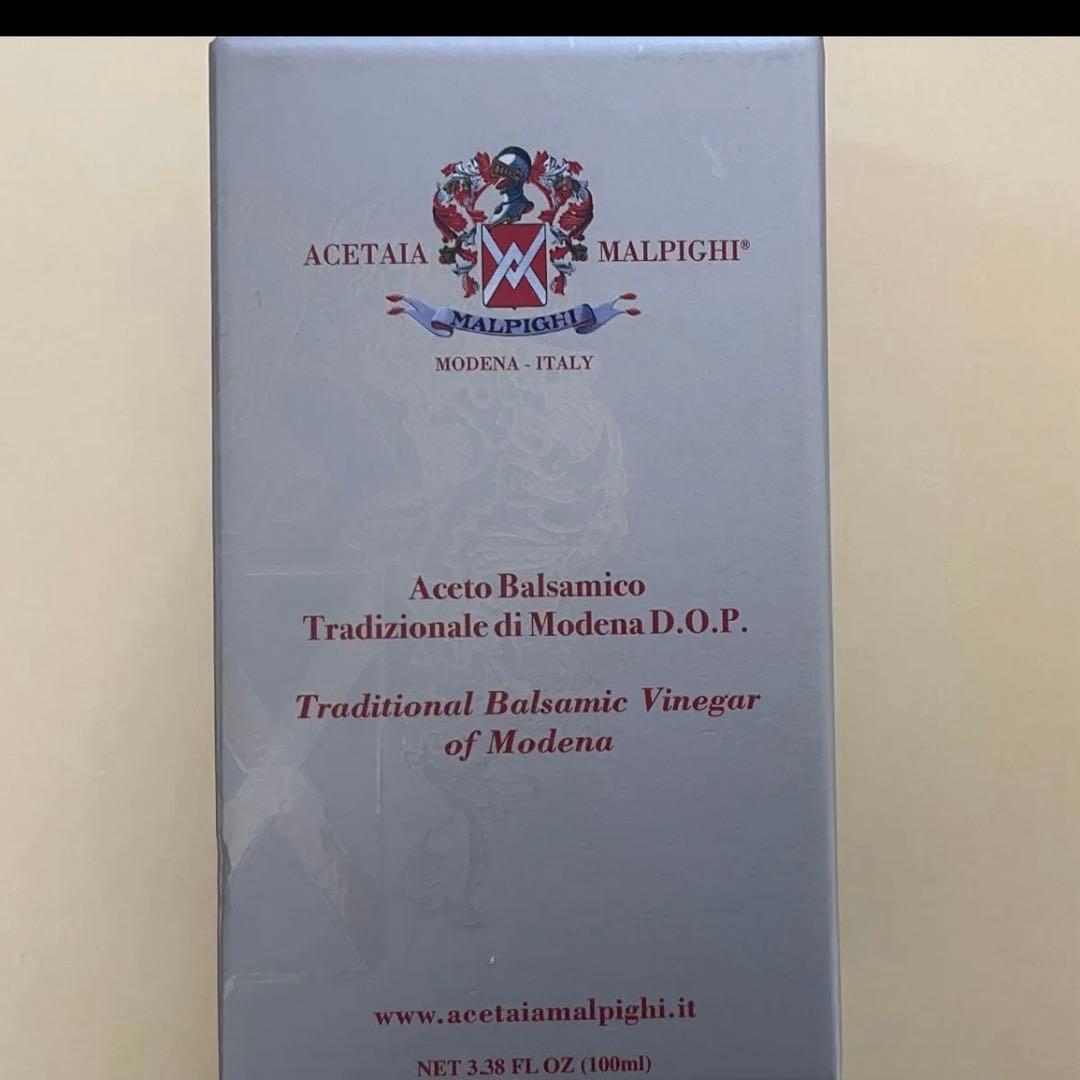 ACETAIA MALPIGHI®
MALPIGHI
MODENA - ITALY
Aceto Balsamico
Tradizionale di Modena D.O.P.
Traditional Balsamic Vinegar
of Modena
www.acetaiamalpighi.it
NET 3.38 FL OZ (100ml)